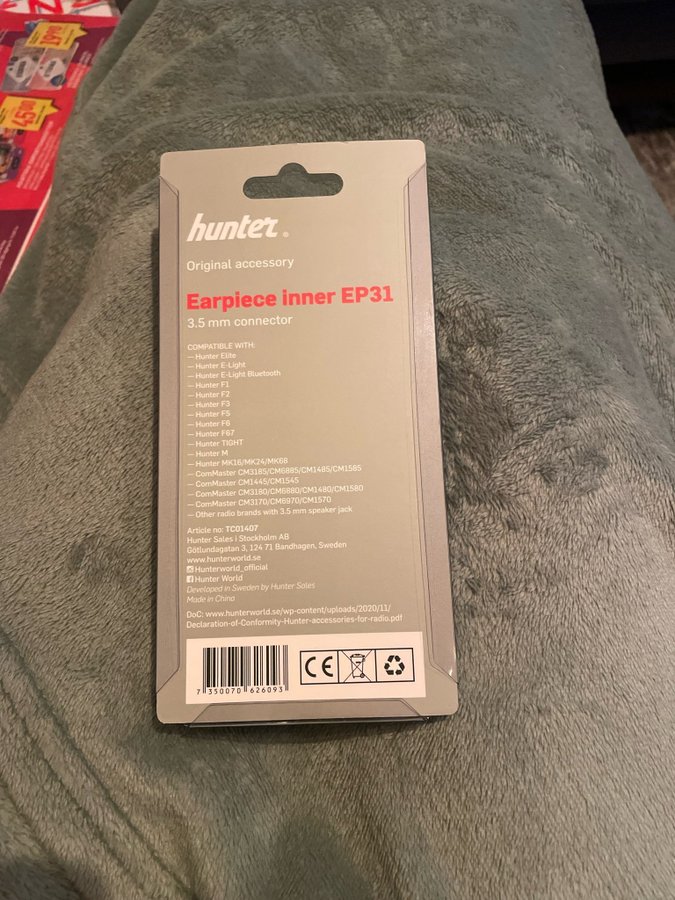 1990
45.00
hunter®
Original accessory
Earpiece inner EP31
3.5 mm connector
COMPATIBLE WITH:
— Hunter Elite
— Hunter E-Light
— Hunter E-Light Bluetooth
— Hunter F1
— Hunter F2
— Hunter F3
— Hunter F5
— Hunter F6
— Hunter F67
— Hunter TIGHT
— Hunter M
— Hunter MK16/MK24/MK68
— ComMaster CM3185/CM6885/CM1485/CM1585
— ComMaster CM1445/CM1545
— ComMaster CM3180/CM6880/CM1480/CM1580
— ComMaster CM3170/CM6970/CM1570
— Other radio brands with 3.5 mm speaker jack
Article no: TC01407
Hunter Sales i Stockholm AB
Götlundagatan 3, 124 71 Bandhagen, Sweden
www.hunterworld.se
Hunterworld_official
Hunter World
Developed in Sweden by Hunter Sales
Made in China
DoC: www.hunterworld.se/wp-content/uploads/2020/11/
Declaration-of-Conformity-Hunter-accessories-for-radio.pdf
7 350070 626093
CE